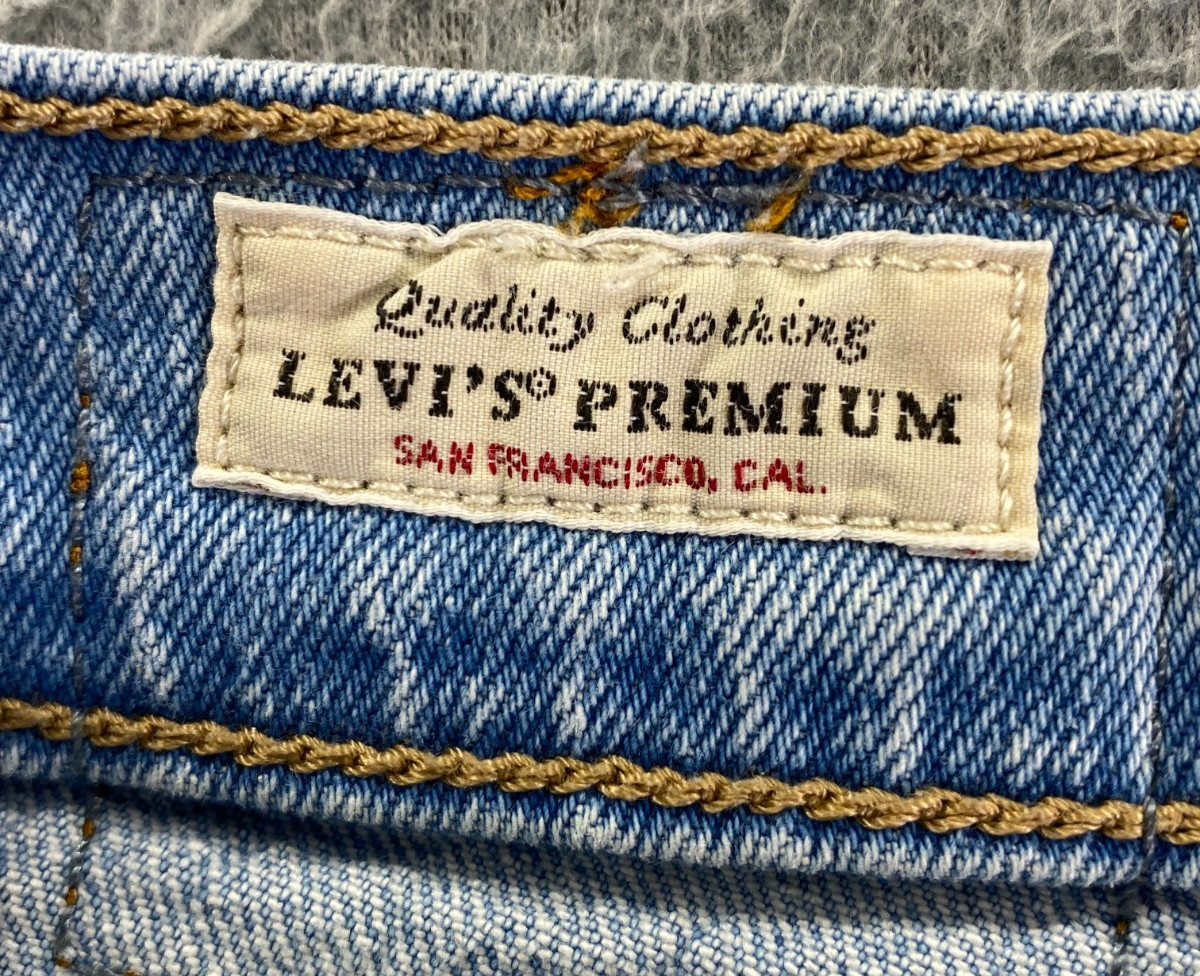 Quality Clothing
LEVI'S® PREMIUM
SAN FRANCISCO, CAL.